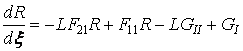 dR/dξ = −LF₂₁R + F₁₁R − LG_II + G_I